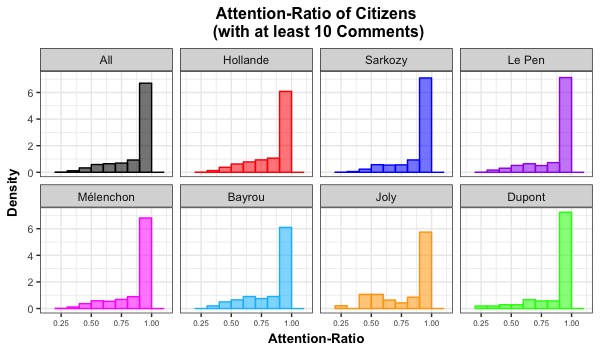 Attention-Ratio of Citizens
(with at least 10 Comments)
All Hollande Sarkozy Le Pen
6
4
2
0
Density
Mélenchon Bayrou Joly Dupont
6
4
2
0
0.25 0.50 0.75 1.00 0.25 0.50 0.75 1.00 0.25 0.50 0.75 1.00 0.25 0.50 0.75 1.00
Attention-Ratio